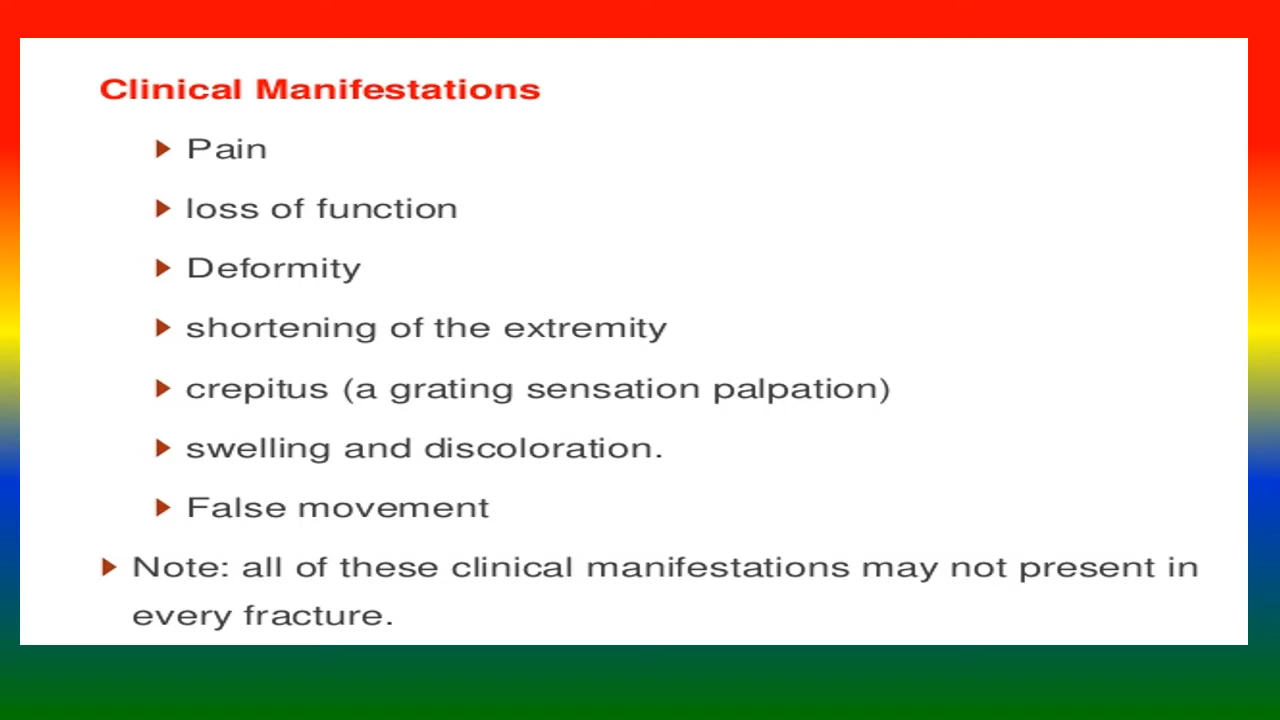 Clinical Manifestations
Pain
loss of function
Deformity
shortening of the extremity
crepitus (a grating sensation palpation)
swelling and discoloration.
False movement
Note: all of these clinical manifestations may not present in
every fracture.